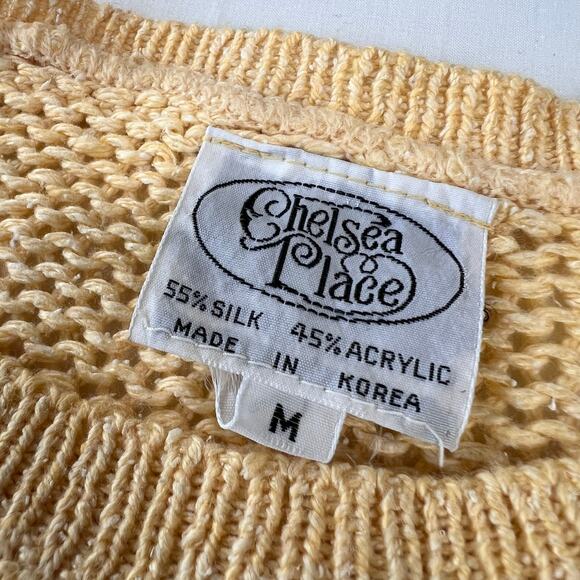 Chelsea
Place
55% SILK 45% ACRYLIC
MADE IN KOREA
M